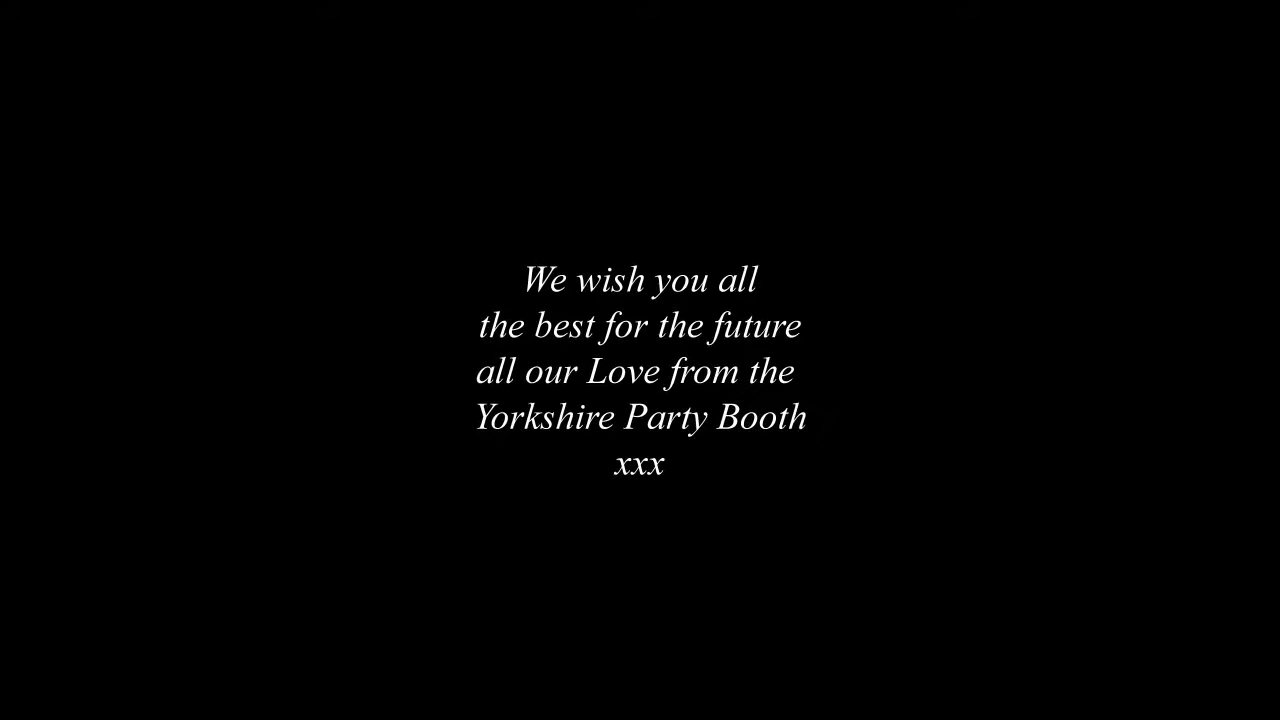 We wish you all
the best for the future
all our Love from the
Yorkshire Party Booth
xxx